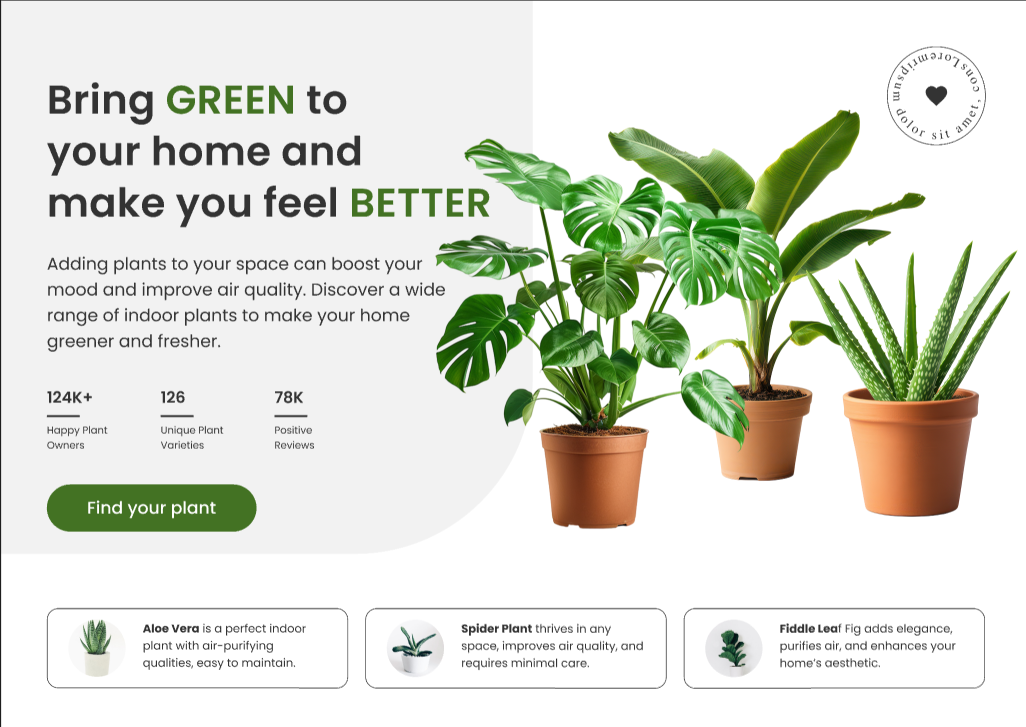 Bring GREEN to
your home and
make you feel BETTER
Adding plants to your space can boost your
mood and improve air quality. Discover a wide
range of indoor plants to make your home
greener and fresher.
124K+
Happy Plant
Owners
126
Unique Plant
Varieties
78K
Positive
Reviews
Find your plant
consLoremripsum dolor sit amet,
Aloe Vera is a perfect indoor
plant with air-purifying
qualities, easy to maintain.
Spider Plant thrives in any
space, improves air quality, and
requires minimal care.
Fiddle Leaf Fig adds elegance,
purifies air, and enhances your
home's aesthetic.